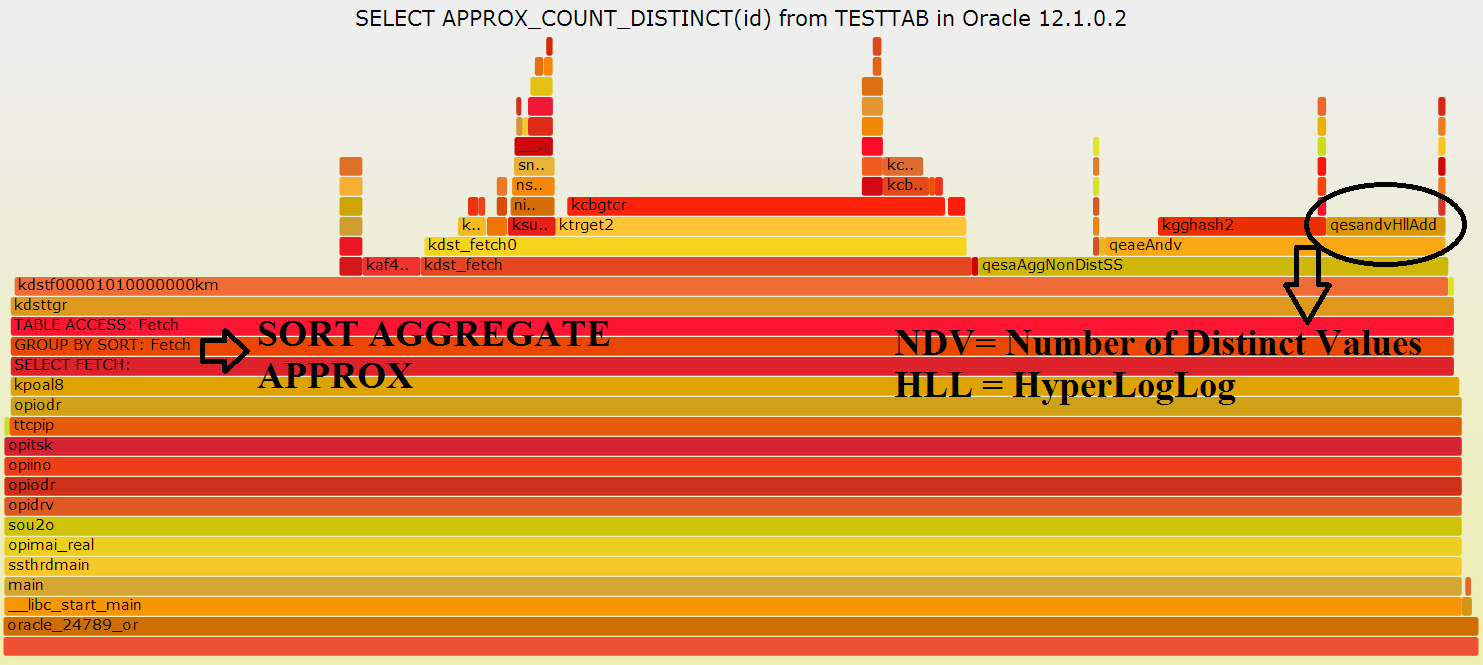 SELECT APPROX_COUNT_DISTINCT(id) from TESTTAB in Oracle 12.1.0.2
__..
sn..
kc..
ns..
kcb..
ni..
kcbgtcr
k..
ksu..
ktrget2
kgghash2
qesandvHllAdd
kdst_fetch0
qeaeAndv
kaf4..
kdst_fetch
qesaAggNonDistSS
kdstf00001010000000km
kdsttgr
TABLE ACCESS: Fetch
GROUP BY SORT: Fetch
SELECT FETCH:
SORT AGGREGATE
APPROX
NDV= Number of Distinct Values
HLL = HyperLogLog
kpoal8
opiodr
ttcpip
opitsk
opiino
opiodr
opidrv
sou2o
opimai_real
ssthrdmain
main
__libc_start_main
oracle_24789_or